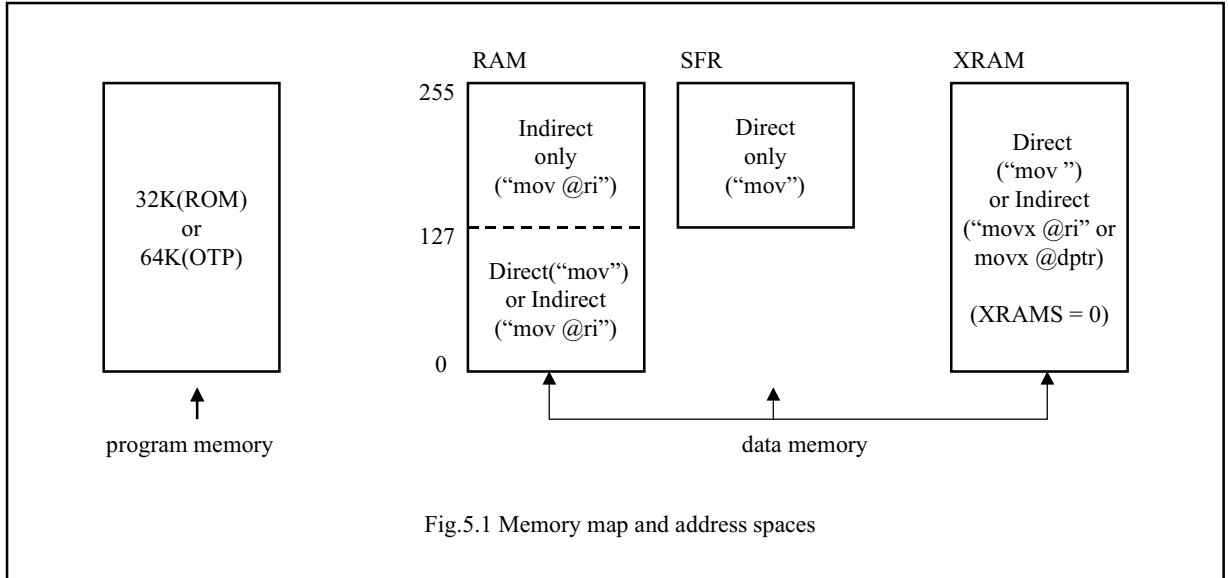 32K(ROM)
or
64K(OTP)
program memory
RAM
255
127
0
Indirect
only
(“mov @ri”)
Direct(“mov”)
or Indirect
(“mov @ri”)
SFR
Direct
only
(“mov”)
XRAM
Direct
(“mov ”)
or Indirect
(“movx @ri” or
movx @dptr)
(XRAMS = 0)
data memory
Fig.5.1 Memory map and address spaces